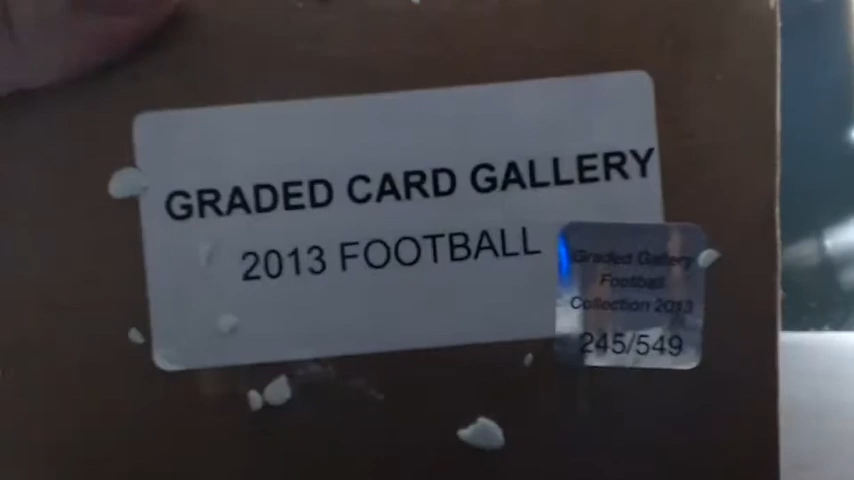 GRADED CARD GALLERY
2013 FOOTBALL
Graded Gallery
Football
Collection 2013
245/549